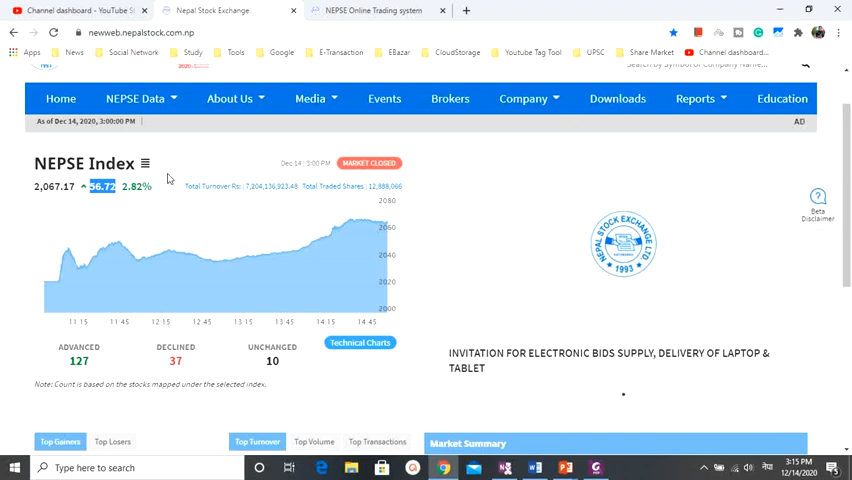 Channel dashboard - YouTube St
Nepal Stock Exchange
NEPSE Online Trading system
newweb.nepalstock.com.np
Apps News Social Network Study Tools Google E-Transaction EBazar CloudStorage Youtube Tag Tool UPSC Share Market Channel dashboard...
Search by Symbol or Company Name...
Home NEPSE Data About Us Media Events Brokers Company Downloads Reports Education
As of Dec 14, 2020, 3:00:00 PM
AD
NEPSE Index
Dec 14 | 3:00 PM MARKET CLOSED
2,067.17 56.72 2.82% Total Turnover Rs: | 7,204,136,923.48 Total Traded Shares | 12,988,066
2080
2060
2040
2020
2000
11:15 11:45 12:15 12:45 13:15 13:45 14:15 14:45
Beta
Disclaimer
NEPAL STOCK EXCHANGE LTD.
1993
ADVANCED DECLINED UNCHANGED Technical Charts
127 37 10
Note: Count is based on the stocks mapped under the selected index.
INVITATION FOR ELECTRONIC BIDS SUPPLY, DELIVERY OF LAPTOP &
TABLET
Top Gainers Top Losers Top Turnover Top Volume Top Transactions Market Summary
Type here to search
नेपा
3:15 PM
12/14/2020